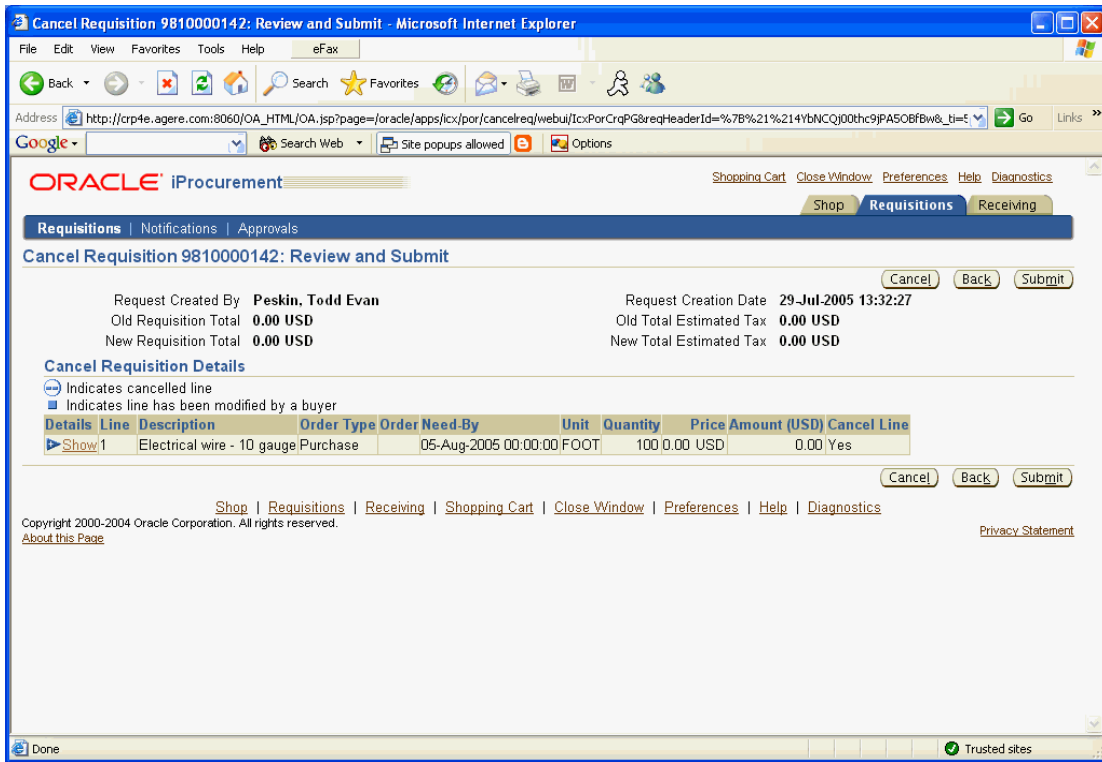 Cancel Requisition 9810000142: Review and Submit - Microsoft Internet Explorer
File Edit View Favorites Tools Help eFax
Back Search Favorites
Address http://crp4e.agere.com:8060/OA_HTML/OA.jsp?page=/oracle/apps/icx/por/cancelreq/webui/IcxPorCrqPG&reqHeaderId=%7B%21%214YbNCQj00thc9jPA5OBfBw&_ti=5 Go Links »
Google Search Web Site popups allowed Options
ORACLE iProcurement
Shopping Cart Close Window Preferences Help Diagnostics
Shop Requisitions Receiving
Requisitions | Notifications | Approvals
Cancel Requisition 9810000142: Review and Submit
Cancel Back Submit
Request Created By Peskin, Todd Evan Request Creation Date 29-Jul-2005 13:32:27
Old Requisition Total 0.00 USD Old Total Estimated Tax 0.00 USD
New Requisition Total 0.00 USD New Total Estimated Tax 0.00 USD
Cancel Requisition Details
Indicates cancelled line
Indicates line has been modified by a buyer
Details Line Description Order Type Order Need-By Unit Quantity Price Amount (USD) Cancel Line
Show 1 Electrical wire - 10 gauge Purchase 05-Aug-2005 00:00:00 FOOT 100 0.00 USD 0.00 Yes
Cancel Back Submit
Shop | Requisitions | Receiving | Shopping Cart | Close Window | Preferences | Help | Diagnostics
Copyright 2000-2004 Oracle Corporation. All rights reserved.
About this Page Privacy Statement
Done Trusted sites